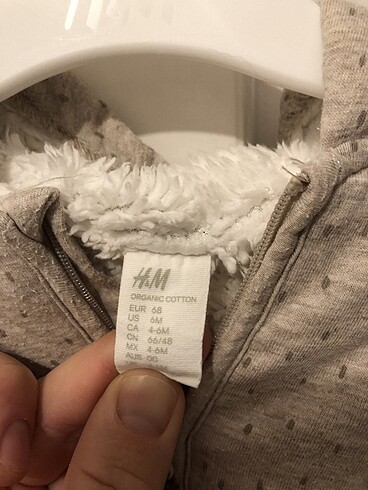 H&M
ORGANIC COTTON
EUR 68
US 6M
CA 4-6M
CN 66/48
MX 4-6M
AUS 00